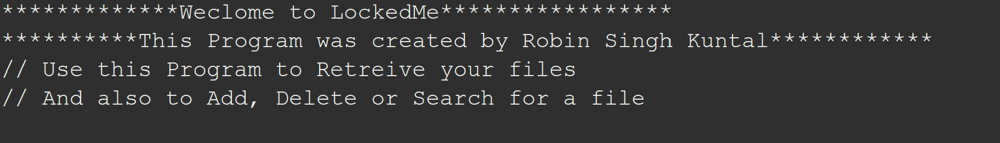 *************Weclome to LockedMe*****************
**********This Program was created by Robin Singh Kuntal************
// Use this Program to Retreive your files
// And also to Add, Delete or Search for a file